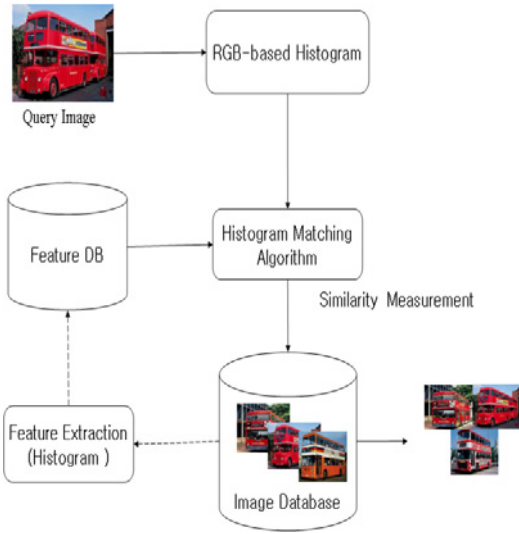 RGB-based Histogram
Query Image
Feature DB
Histogram Matching
Algorithm
Similarity Measurement
Feature Extraction
(Histogram )
Image Database